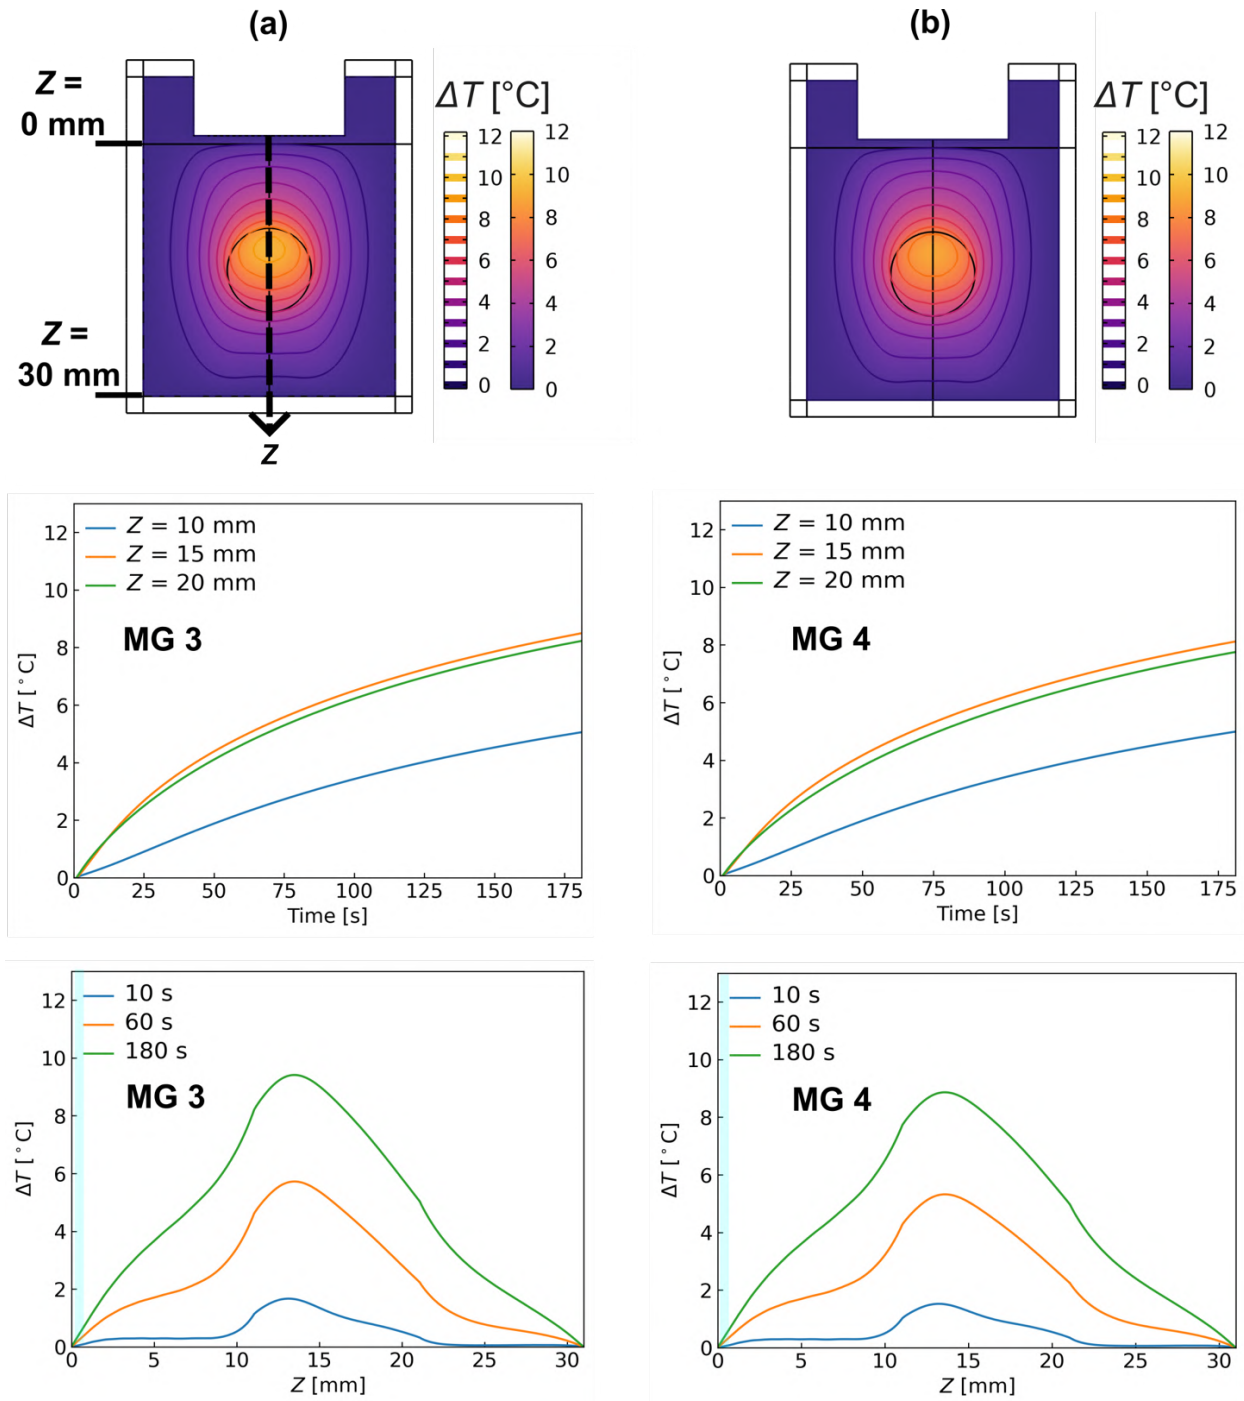 (a)
(b)
Z =
0 mm
Z =
30 mm
z
ΔT [°C]
12
10
8
6
4
2
0
12
10
8
6
4
2
0
ΔT [°C]
12
10
8
6
4
2
0
12
10
8
6
4
2
0
Z = 10 mm
Z = 15 mm
Z = 20 mm
MG 3
ΔT [°C]
12
10
8
6
4
2
0
0 25 50 75 100 125 150 175
Time [s]
Z = 10 mm
Z = 15 mm
Z = 20 mm
MG 4
ΔT [°C]
12
10
8
6
4
2
0
0 25 50 75 100 125 150 175
Time [s]
10 s
60 s
180 s
MG 3
ΔT [°C]
12
10
8
6
4
2
0
0 5 10 15 20 25 30
Z [mm]
10 s
60 s
180 s
MG 4
ΔT [°C]
12
10
8
6
4
2
0
0 5 10 15 20 25 30
Z [mm]